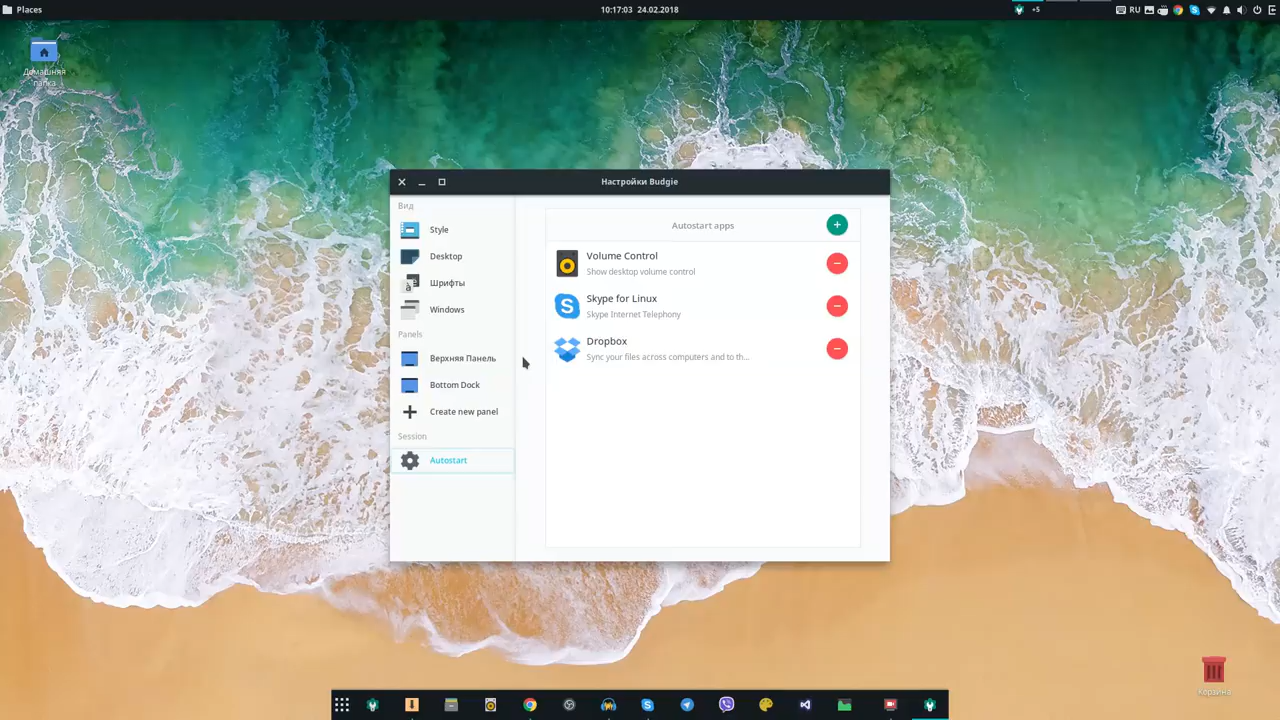 Places
10:17:03 24.02.2018
+5
RU
Домашняя
папка
Настройки Budgie
Вид
Style
Desktop
Шрифты
Windows
Panels
Верхняя Панель
Bottom Dock
Create new panel
Session
Autostart
Autostart apps
Volume Control
Show desktop volume control
Skype for Linux
Skype Internet Telephony
Dropbox
Sync your files across computers and to th...
Корзина